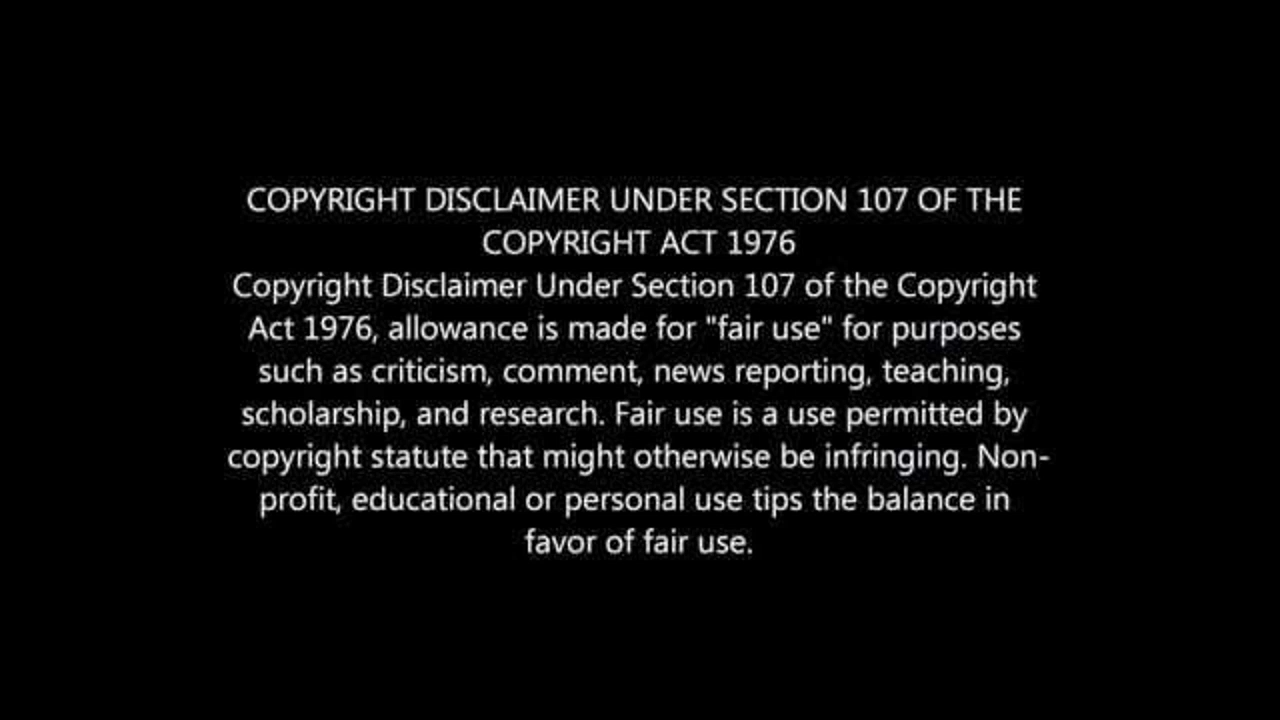 COPYRIGHT DISCLAIMER UNDER SECTION 107 OF THE
COPYRIGHT ACT 1976
Copyright Disclaimer Under Section 107 of the Copyright
Act 1976, allowance is made for "fair use" for purposes
such as criticism, comment, news reporting, teaching,
scholarship, and research. Fair use is a use permitted by
copyright statute that might otherwise be infringing. Non-
profit, educational or personal use tips the balance in
favor of fair use.